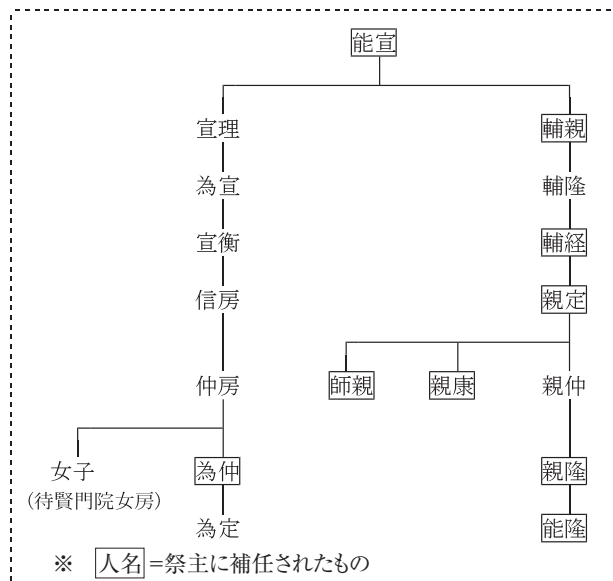 能宣
宣理 輔親
為宣 輔隆
宣衡 輔経
信房 親定
仲房 師親 親康 親仲
女子 為仲 親隆
(待賢門院女房)
為定 能隆
※ 人名=祭主に補任されたもの